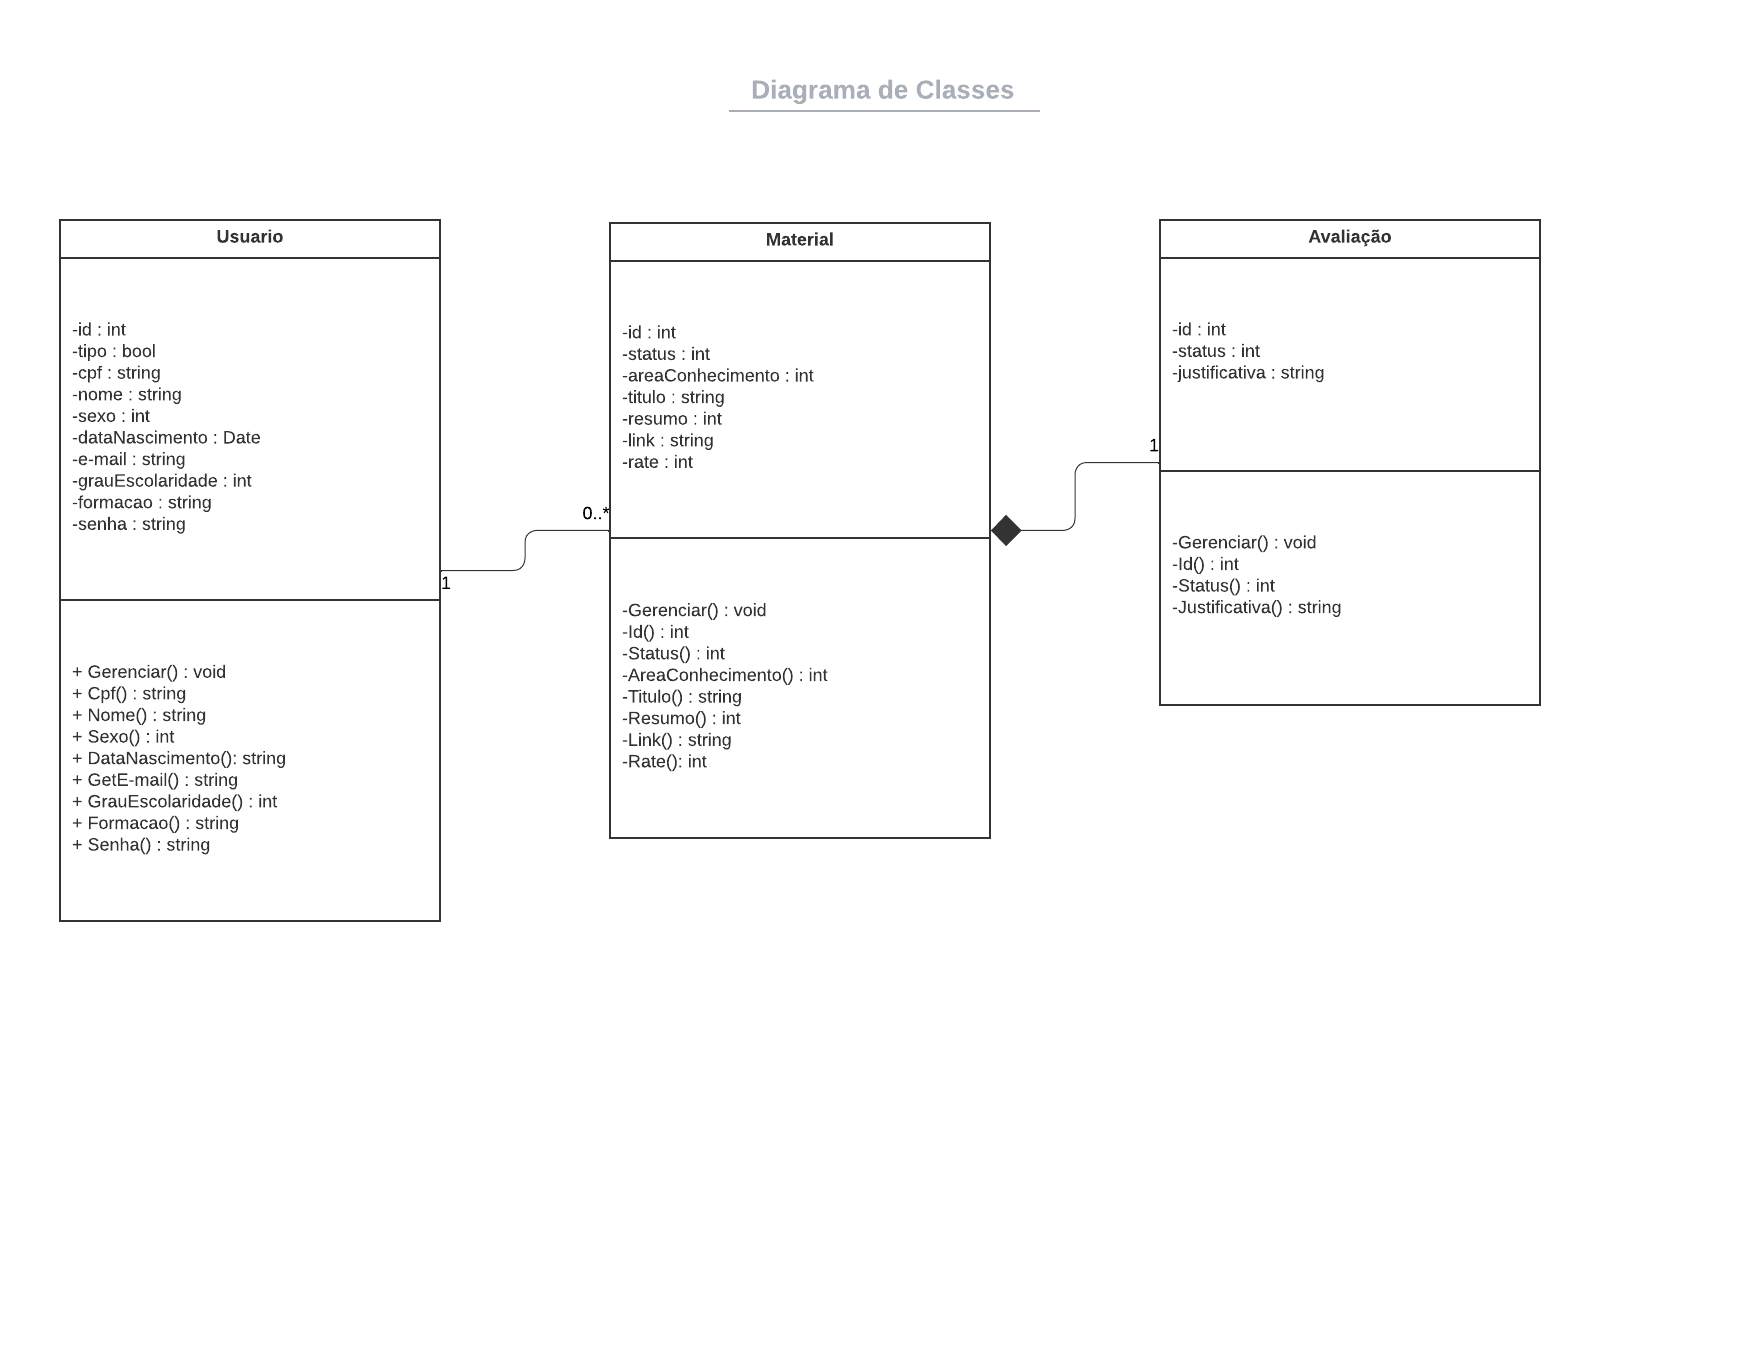 Diagrama de Classes
Usuario
-id : int
-tipo : bool
-cpf : string
-nome : string
-sexo : int
-dataNascimento : Date
-e-mail : string
-grauEscolaridade : int
-formacao : string
-senha : string
+ Gerenciar() : void
+ Cpf() : string
+ Nome() : string
+ Sexo() : int
+ DataNascimento(): string
+ GetE-mail() : string
+ GrauEscolaridade() : int
+ Formacao() : string
+ Senha() : string
1
0..*
Material
-id : int
-status : int
-areaConhecimento : int
-titulo : string
-resumo : int
-link : string
-rate : int
-Gerenciar() : void
-Id() : int
-Status() : int
-AreaConhecimento() : int
-Titulo() : string
-Resumo() : int
-Link() : string
-Rate(): int
1
Avaliação
-id : int
-status : int
-justificativa : string
-Gerenciar() : void
-Id() : int
-Status() : int
-Justificativa() : string